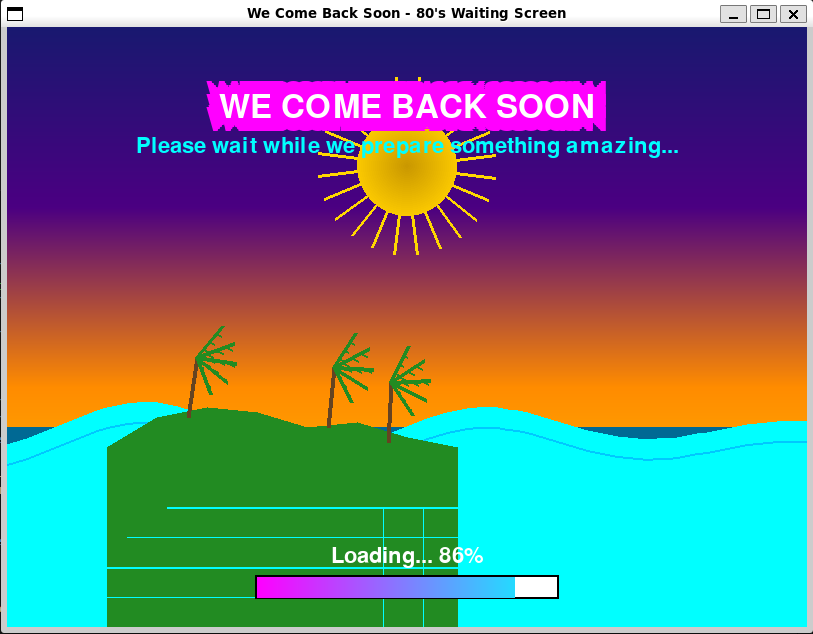 We Come Back Soon - 80's Waiting Screen
WE COME BACK SOON
Please wait while we prepare something amazing...
Loading... 86%